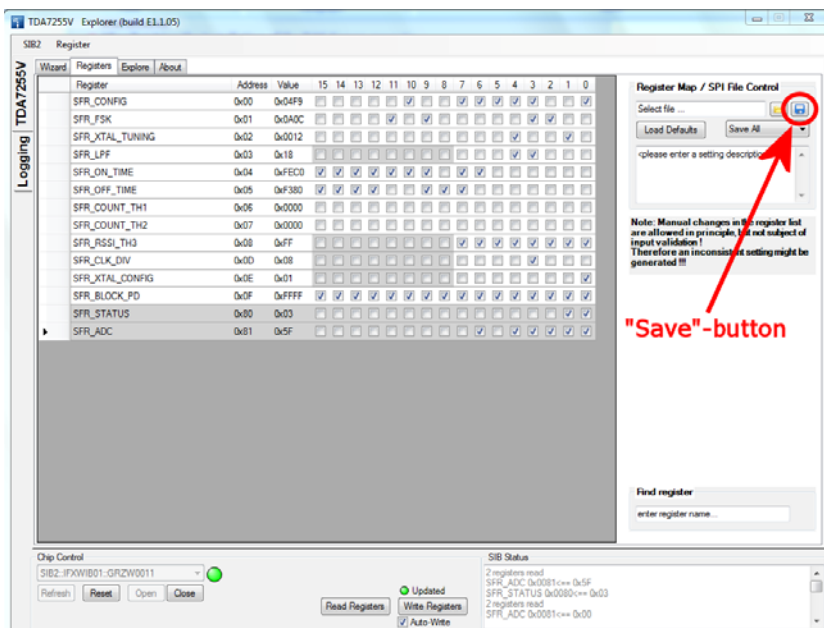 TDA7255V Explorer (build E1.1.05)
SIB2 Register
TDA7255V
Logging
Wizard Registers Explore About
Register Address Value 15 14 13 12 11 10 9 8 7 6 5 4 3 2 1 0
SFR_CONFIG 0x00 0x04F9
SFR_FSK 0x01 0x0A0C
SFR_XTAL_TUNING 0x02 0x0012
SFR_LPF 0x03 0x18
SFR_ON_TIME 0x04 0xFEC0
SFR_OFF_TIME 0x05 0xF380
SFR_COUNT_TH1 0x06 0x0000
SFR_COUNT_TH2 0x07 0x0000
SFR_RSSI_TH3 0x08 0xFF
SFR_CLK_DIV 0x0D 0x08
SFR_XTAL_CONFIG 0x0E 0x01
SFR_BLOCK_PD 0x0F 0xFFFF
SFR_STATUS 0x80 0x03
SFR_ADC 0x81 0x5F
Register Map / SPI File Control
Select file ...
Load Defaults Save All
<please enter a setting description
Note: Manual changes in the register list
are allowed in principle, but not subject of
input validation !
Therefore an inconsistent setting might be
generated !!!
"Save"-button
Find register
enter register name...
Chip Control
SIB2::IFXWIB01::GRZW0011
Refresh Reset Open Close
Read Registers
Updated
Write Registers
Auto-Write
SIB Status
2 registers read
SFR_ADC 0x0081<== 0x5F
SFR_STATUS 0x0080<== 0x03
2 registers read
SFR_ADC 0x0081<== 0x00